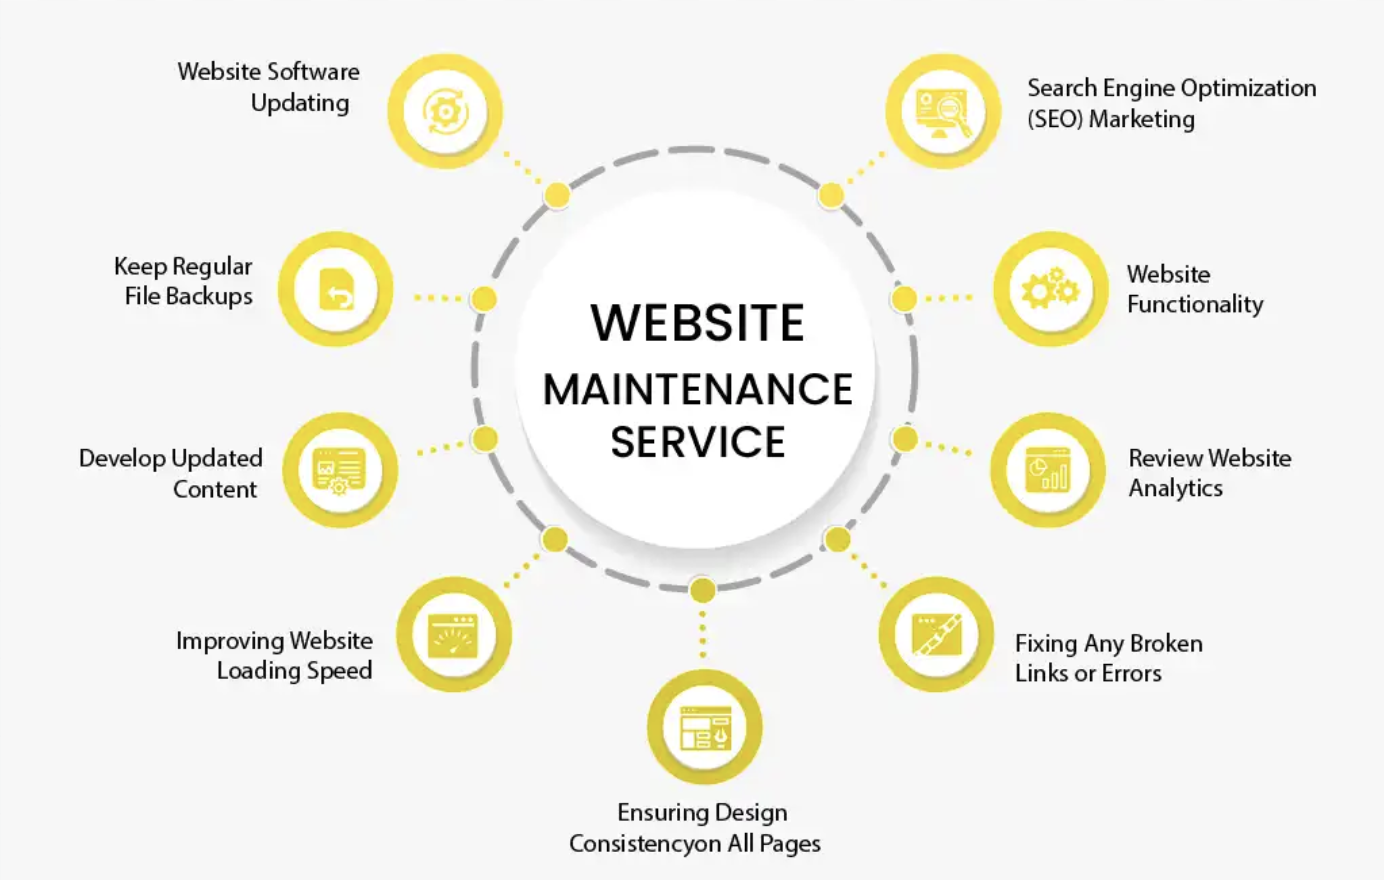 Website Software
Updating
Search Engine Optimization
(SEO) Marketing
Keep Regular
File Backups
Website
Functionality
WEBSITE
MAINTENANCE
SERVICE
Develop Updated
Content
Review Website
Analytics
Improving Website
Loading Speed
Fixing Any Broken
Links or Errors
Ensuring Design
Consistencyon All Pages